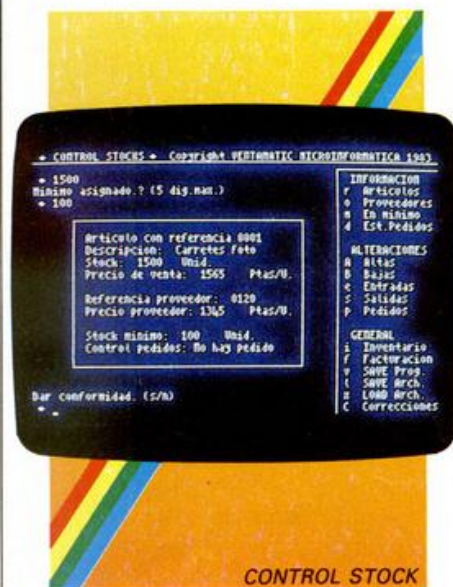 ◆ CONTROL STOCKS ◆ Copyright VENTAMATIC MICROINFORMATICA 1983
◆ 1500
Minimo asignado.? (5 dig.max.)
◆ 100
Articulo con referencia 0001
Descripcion: Carretes foto
Stock: 1500 Unid.
Precio de venta: 1565 Ptas/U.
Referencia proveedor: 0120
Precio proveedor: 1345 Ptas/U.
Stock minimo: 100 Unid.
Control pedidos: No hay pedido
Dar conformidad. (s/n)
◆
INFORMACION
r Articulos
o Proveedores
m En minimo
d Est.Pedidos
ALTERACIONES
A Altas
B Bajas
e Entradas
s Salidas
p Pedidos
GENERAL
i Inventario
f Facturacion
v SAVE Prog.
l SAVE Arch.
z LOAD Arch.
C Correcciones
CONTROL STOCK